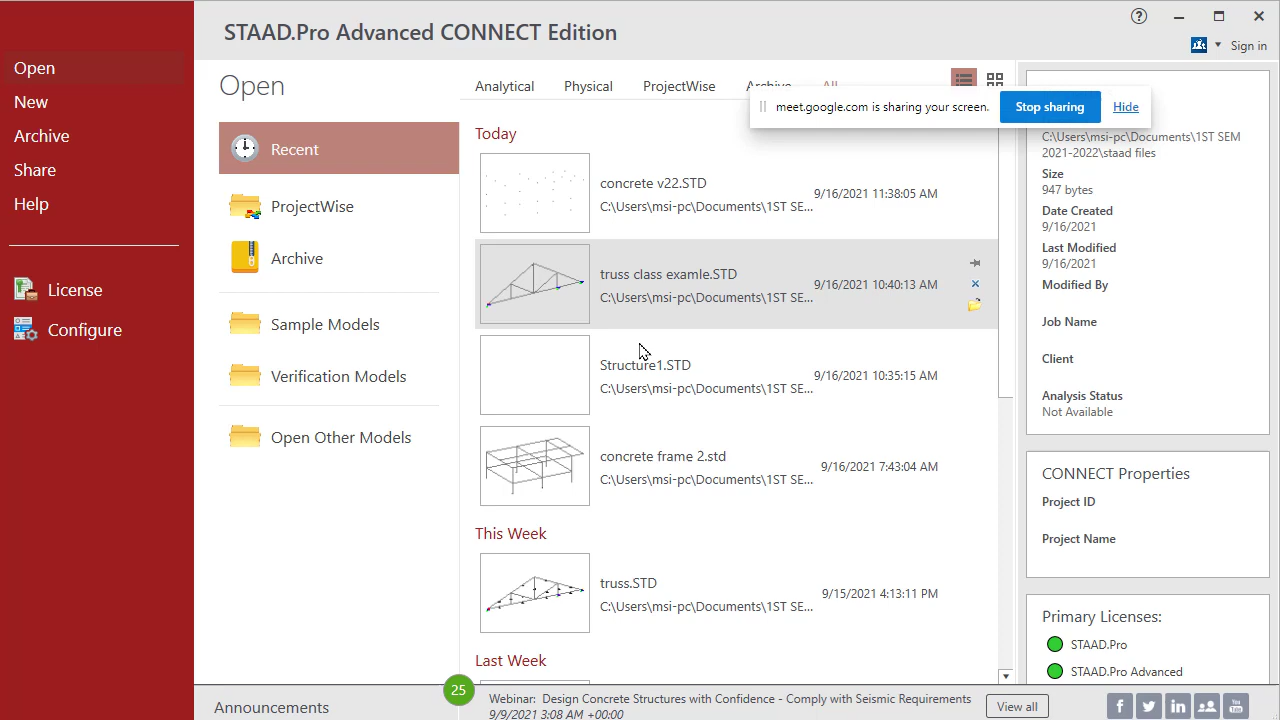 STAAD.Pro Advanced CONNECT Edition
?
Sign in
Open
New
Archive
Share
Help
License
Configure
Open
Recent
ProjectWise
Archive
Sample Models
Verification Models
Open Other Models
Analytical
Physical
ProjectWise
Archive
All
meet.google.com is sharing your screen.
Stop sharing
Hide
Today
concrete v22.STD
C:\Users\msi-pc\Documents\1ST SE...
9/16/2021 11:38:05 AM
truss class examle.STD
C:\Users\msi-pc\Documents\1ST SE...
9/16/2021 10:40:13 AM
Structure1.STD
C:\Users\msi-pc\Documents\1ST SE...
9/16/2021 10:35:15 AM
concrete frame 2.std
C:\Users\msi-pc\Documents\1ST SE...
9/16/2021 7:43:04 AM
This Week
truss.STD
C:\Users\msi-pc\Documents\1ST SE...
9/15/2021 4:13:11 PM
Last Week
C:\Users\msi-pc\Documents\1ST SEM
2021-2022\staad files
Size
947 bytes
Date Created
9/16/2021
Last Modified
9/16/2021
Modified By
Job Name
Client
Analysis Status
Not Available
CONNECT Properties
Project ID
Project Name
Primary Licenses:
STAAD.Pro
STAAD.Pro Advanced
Announcements
25
Webinar: Design Concrete Structures with Confidence - Comply with Seismic Requirements
9/9/2021 3:08 AM +00:00
View all